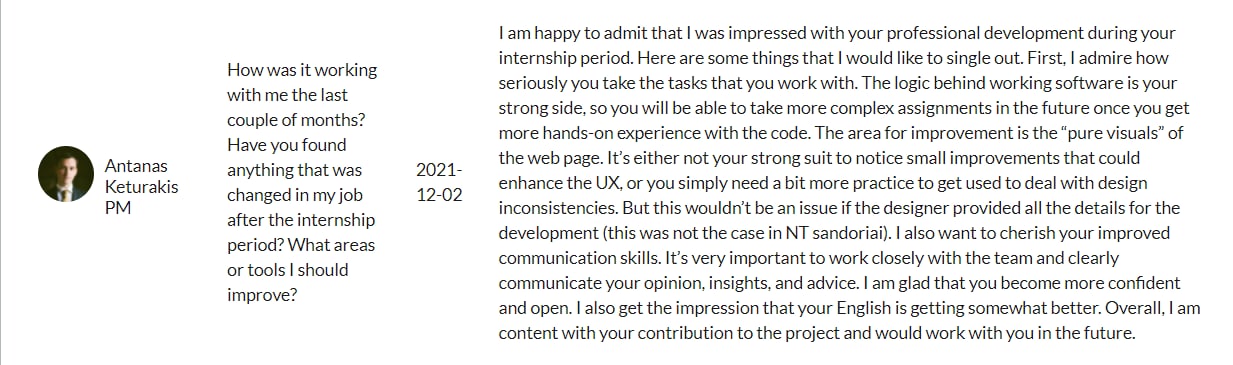 Antanas
Keturakis
PM
How was it working
with me the last
couple of months?
Have you found
anything that was
changed in my job
after the internship
period? What areas
or tools I should
improve?
2021-
12-02
I am happy to admit that I was impressed with your professional development during your
internship period. Here are some things that I would like to single out. First, I admire how
seriously you take the tasks that you work with. The logic behind working software is your
strong side, so you will be able to take more complex assignments in the future once you get
more hands-on experience with the code. The area for improvement is the “pure visuals” of
the web page. It’s either not your strong suit to notice small improvements that could
enhance the UX, or you simply need a bit more practice to get used to deal with design
inconsistencies. But this wouldn’t be an issue if the designer provided all the details for the
development (this was not the case in NT sandoriai). I also want to cherish your improved
communication skills. It’s very important to work closely with the team and clearly
communicate your opinion, insights, and advice. I am glad that you become more confident
and open. I also get the impression that your English is getting somewhat better. Overall, I am
content with your contribution to the project and would work with you in the future.